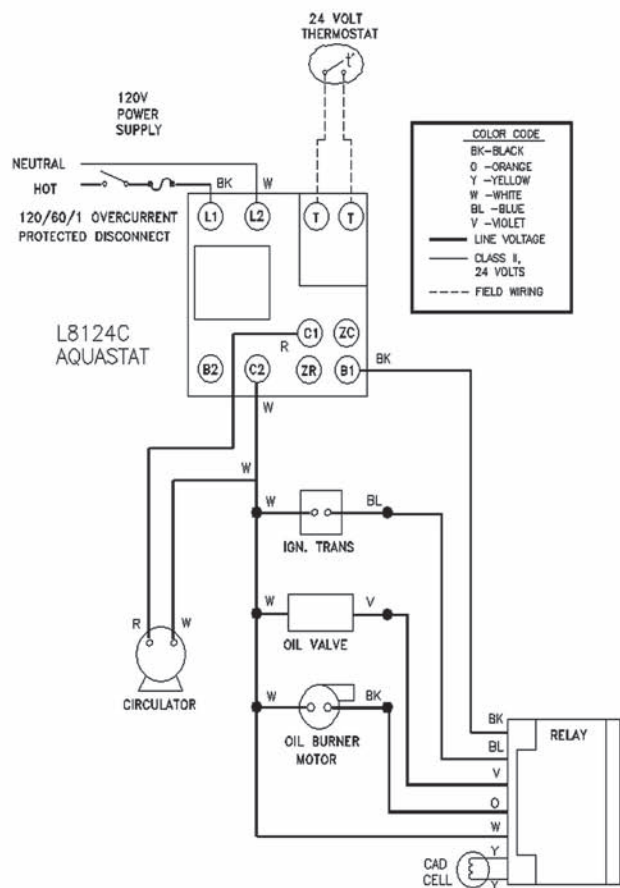 24 VOLT
THERMOSTAT
t'
120V
POWER
SUPPLY
NEUTRAL
HOT
BK
W
120/60/1 OVERCURRENT
PROTECTED DISCONNECT
L1
L2
T
T
COLOR CODE
BK-BLACK
O -ORANGE
Y -YELLOW
W -WHITE
BL -BLUE
V -VIOLET
LINE VOLTAGE
CLASS II,
24 VOLTS
FIELD WIRING
L8124C
AQUASTAT
C1
ZC
R
B2
C2
ZR
B1
BK
W
W
W
BL
IGN. TRANS
W
V
OIL VALVE
R
W
CIRCULATOR
W
BK
OIL BURNER
MOTOR
BK
RELAY
BL
V
O
W
Y
CAD
CELL
Y